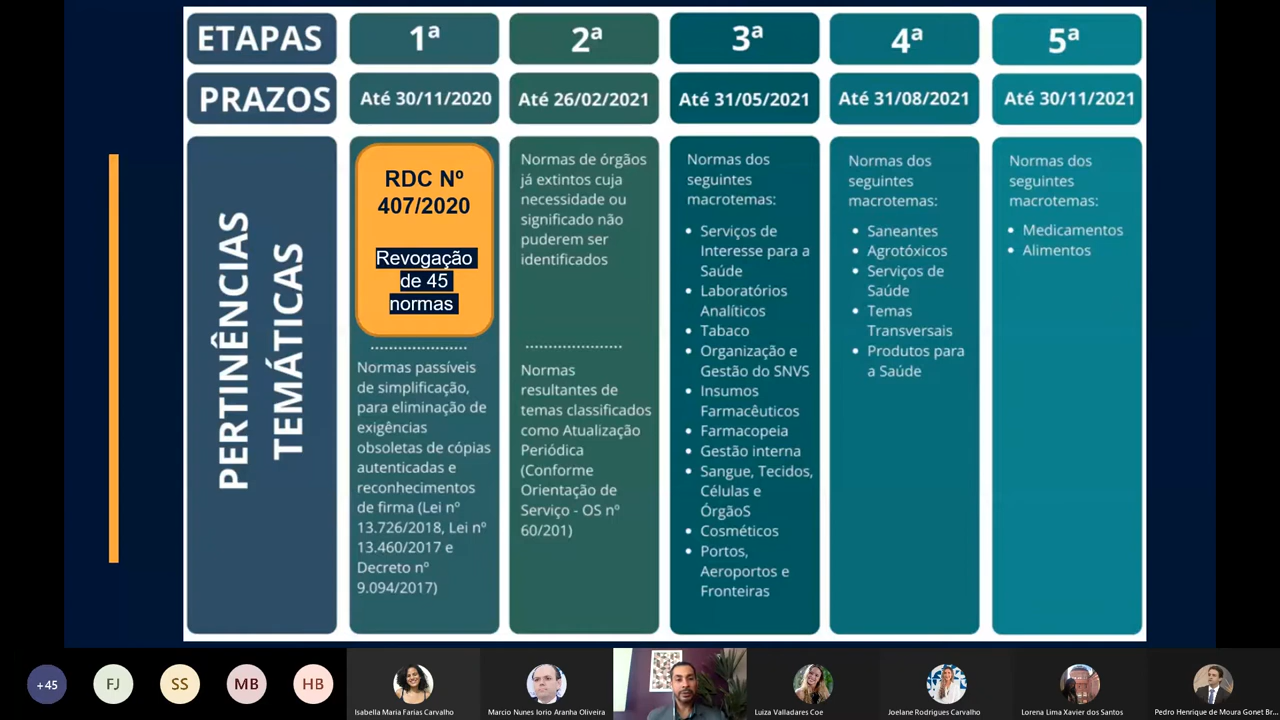 ETAPAS
1ª
2ª
3ª
4ª
5ª
PRAZOS
Até 30/11/2020
Até 26/02/2021
Até 31/05/2021
Até 31/08/2021
Até 30/11/2021
PERTINÊNCIAS
TEMÁTICAS
RDC Nº
407/2020
Revogação
de 45
normas
Normas passíveis
de simplificação,
para eliminação de
exigências
obsoletas de cópias
autenticadas e
reconhecimentos
de firma (Lei nº
13.726/2018, Lei nº
13.460/2017 e
Decreto nº
9.094/2017)
Normas de órgãos
já extintos cuja
necessidade ou
significado não
puderem ser
identificados
Normas
resultantes de
temas classificados
como Atualização
Periódica
(Conforme
Orientação de
Serviço - OS nº
60/201)
Normas dos
seguintes
macrotemas:
Serviços de
Interesse para a
Saúde
Laboratórios
Analíticos
Tabaco
Organização e
Gestão do SNVS
Insumos
Farmacêuticos
Farmacopeia
Gestão interna
Sangue, Tecidos,
Células e
ÓrgãoS
Cosméticos
Portos,
Aeroportos e
Fronteiras
Normas dos
seguintes
macrotemas:
Saneantes
Agrotóxicos
Serviços de
Saúde
Temas
Transversais
Produtos para
a Saúde
Normas dos
seguintes
macrotemas:
Medicamentos
Alimentos
+45
FJ
SS
MB
HB
Isabella Maria Farias Carvalho
Marcio Nunes Iorio Aranha Oliveira
Luiza Valladares Coe
Joelane Rodrigues Carvalho
Lorena Lima Xavier dos Santos
Pedro Henrique de Moura Gonet Br...